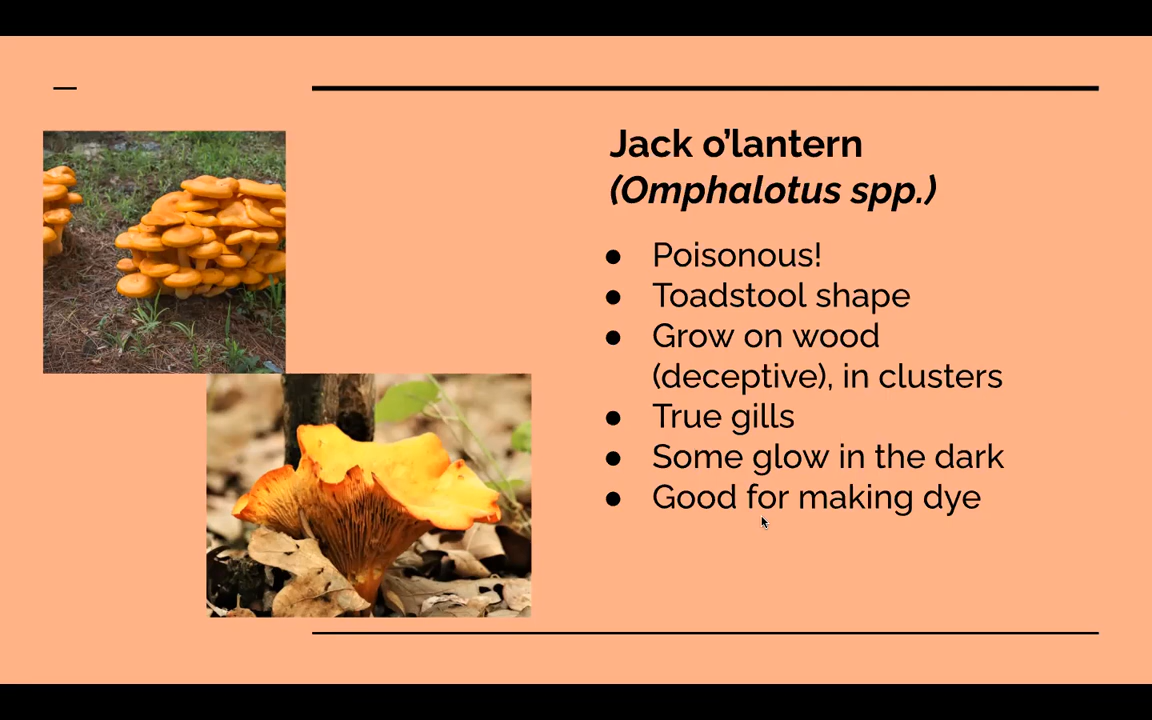 Jack o’lantern
(Omphalotus spp.)
● Poisonous!
● Toadstool shape
● Grow on wood
(deceptive), in clusters
● True gills
● Some glow in the dark
● Good for making dye